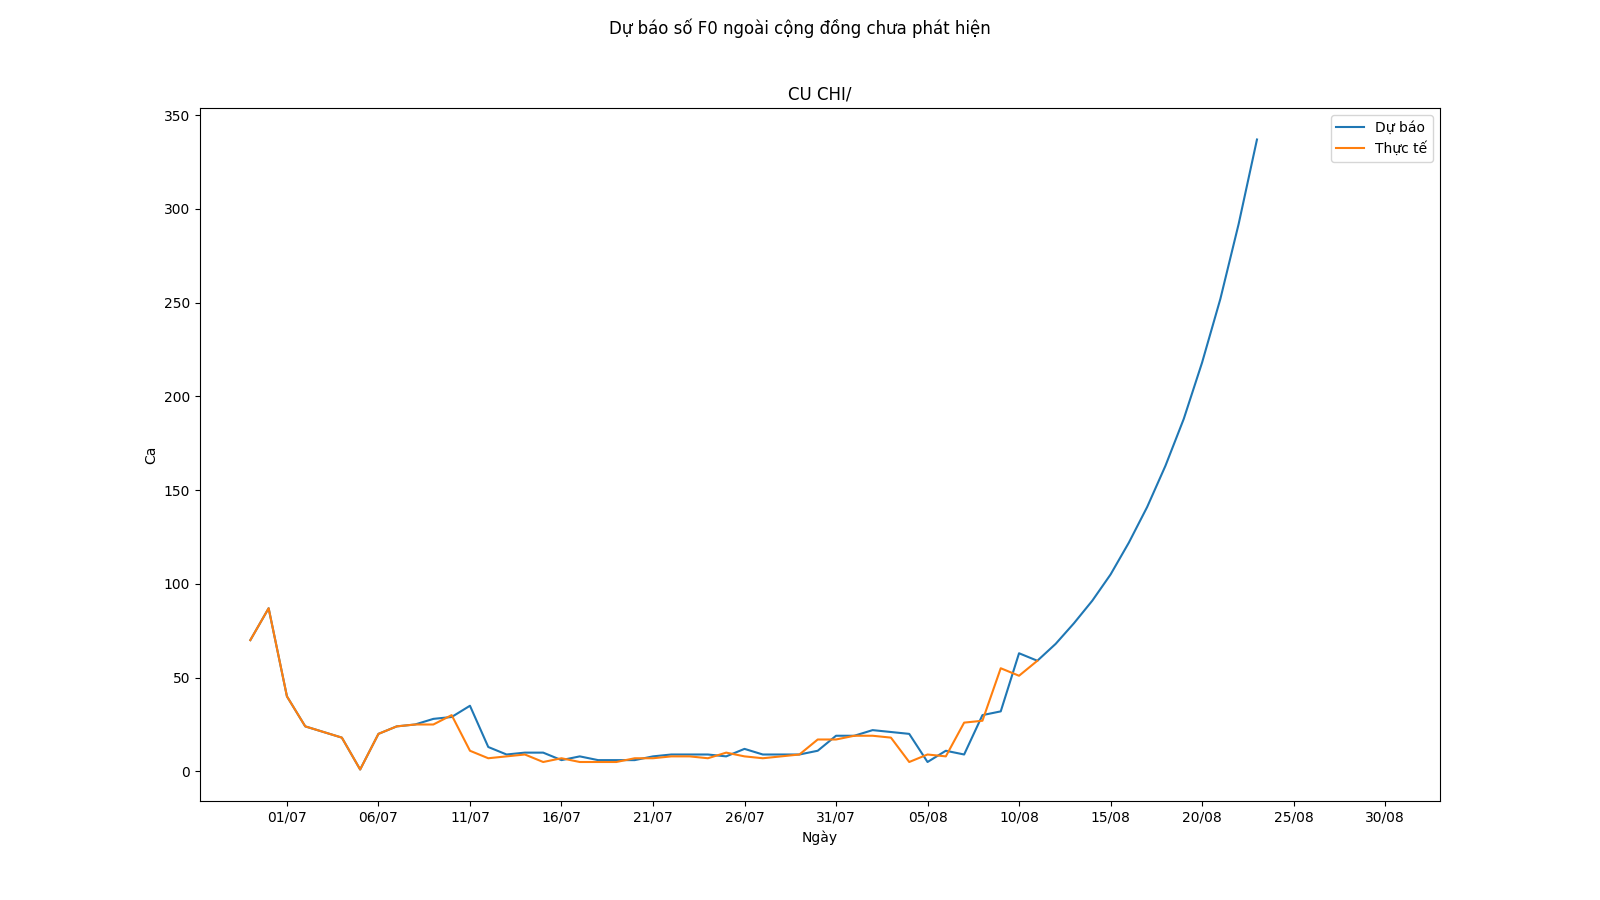 Dự báo số F0 ngoài cộng đồng chưa phát hiện
CU CHI/
350
300
250
200
150
100
50
0
Ca
Dự báo
Thực tế
01/07 06/07 11/07 16/07 21/07 26/07 31/07 05/08 10/08 15/08 20/08 25/08 30/08
Ngày